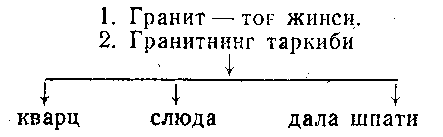 1. Гранит — тоғ жинси.
2. Гранитнинг таркиби
кварц слюда дала шпати